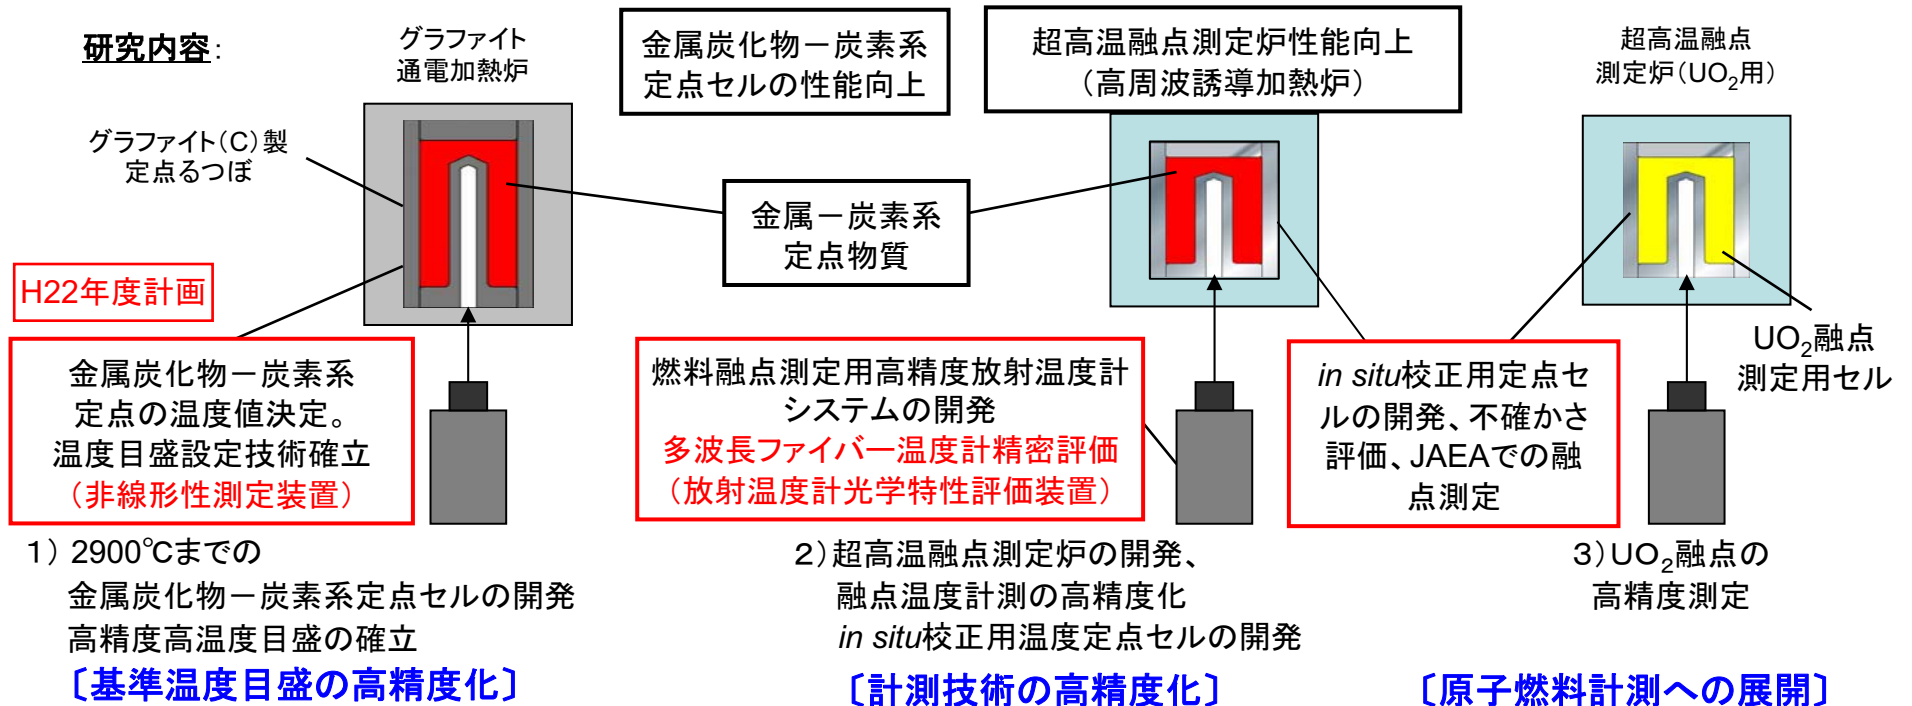 研究内容:
グラファイト
通電加熱炉
金属炭化物－炭素系
定点セルの性能向上
超高温融点測定炉性能向上
（高周波誘導加熱炉）
超高温融点
測定炉（UO2用）
グラファイト（C）製
定点るつぼ
金属－炭素系
定点物質
H22年度計画
金属炭化物－炭素系
定点の温度値決定。
温度目盛設定技術確立
（非線形性測定装置）
燃料融点測定用高精度放射温度計
システムの開発
多波長ファイバー温度計精密評価
（放射温度計光学特性評価装置）
in situ校正用定点セ
ルの開発、不確かさ
評価、JAEAでの融
点測定
UO2融点
測定用セル
１）2900℃までの
金属炭化物－炭素系定点セルの開発
高精度高温度目盛の確立
〔基準温度目盛の高精度化〕
２）超高温融点測定炉の開発、
融点温度計測の高精度化
in situ校正用温度定点セルの開発
〔計測技術の高精度化〕
３）UO2融点の
高精度測定
〔原子燃料計測への展開〕